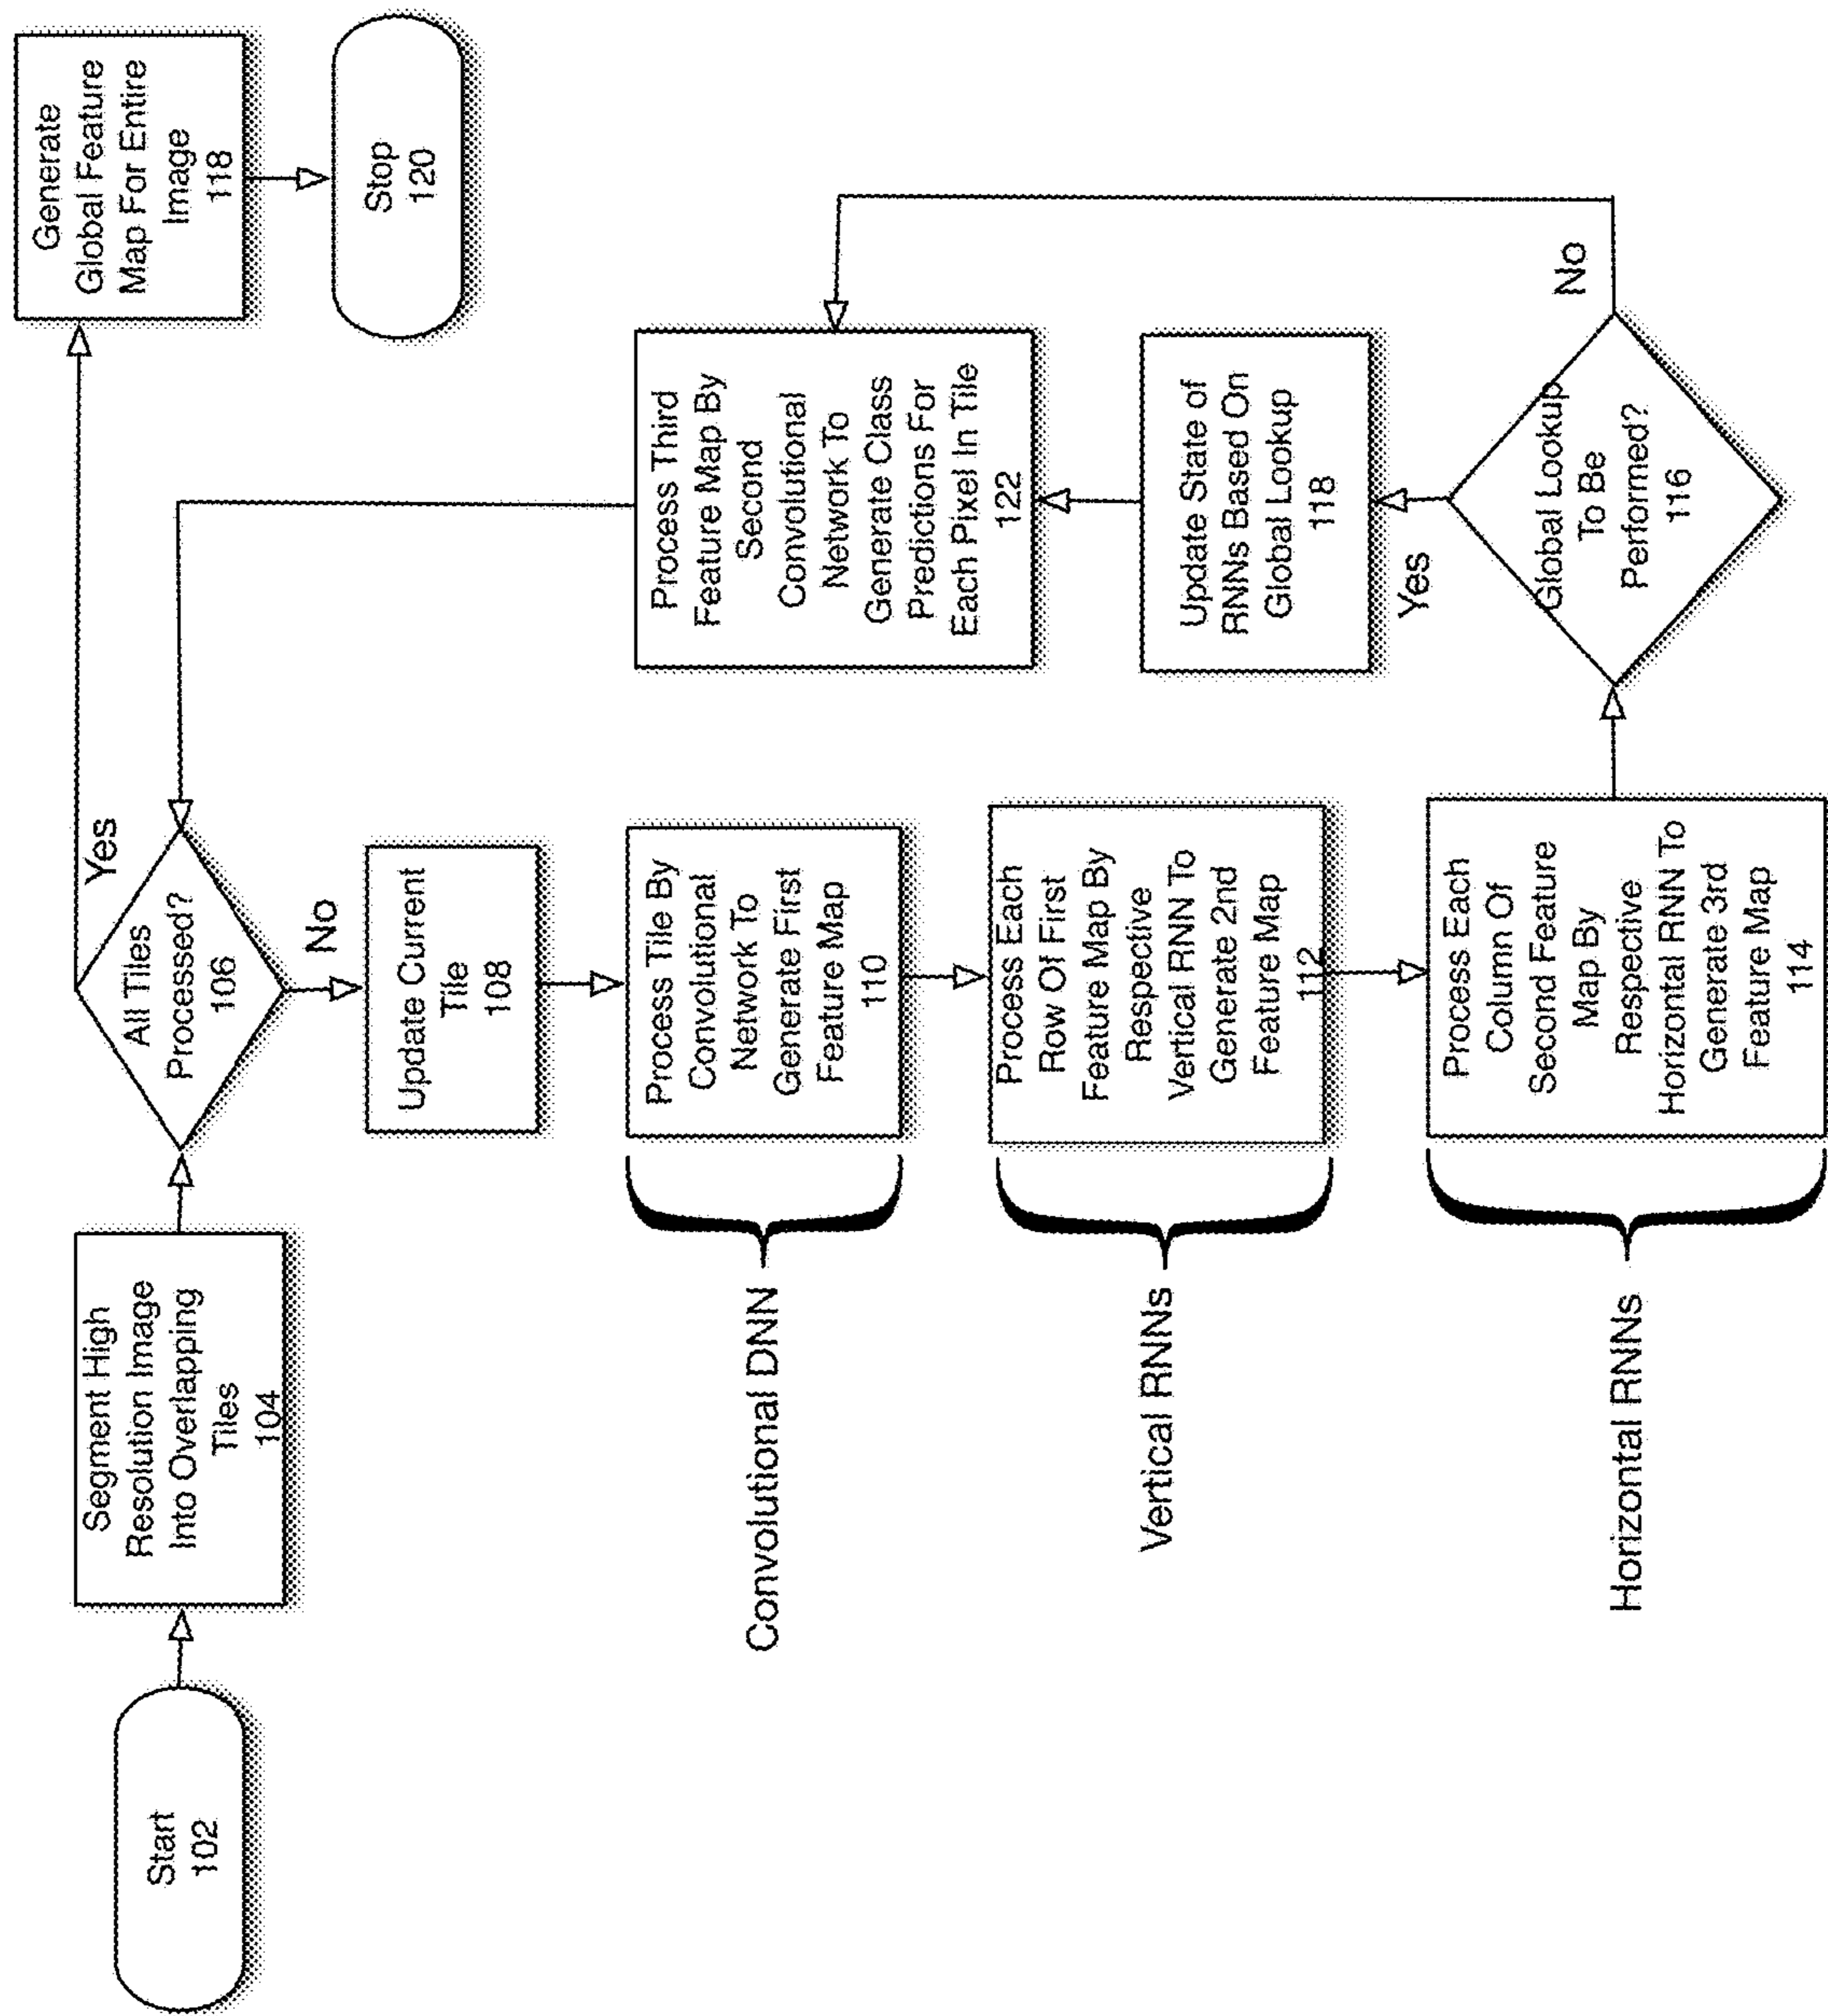 Start
102
Segment High
Resolution Image
Into Overlapping
Tiles
104
All Tiles
Processed?
106
Yes
No
Generate
Global Feature
Map For Entire
Image
118
Stop
120
Update Current
Tile
108
Convolutional DNN
Process Tile By
Convolutional
Network To
Generate First
Feature Map
110
Vertical RNNs
Process Each
Row Of First
Feature Map By
Respective
Vertical RNN To
Generate 2nd
Feature Map
112
Horizontal RNNs
Process Each
Column Of
Second Feature
Map By
Respective
Horizontal RNN To
Generate 3rd
Feature Map
114
Global Lookup
To Be
Performed?
116
Yes
No
Update State of
RNNs Based On
Global Lookup
118
Process Third
Feature Map By
Second
Convolutional
Network To
Generate Class
Predictions For
Each Pixel In Tile
122